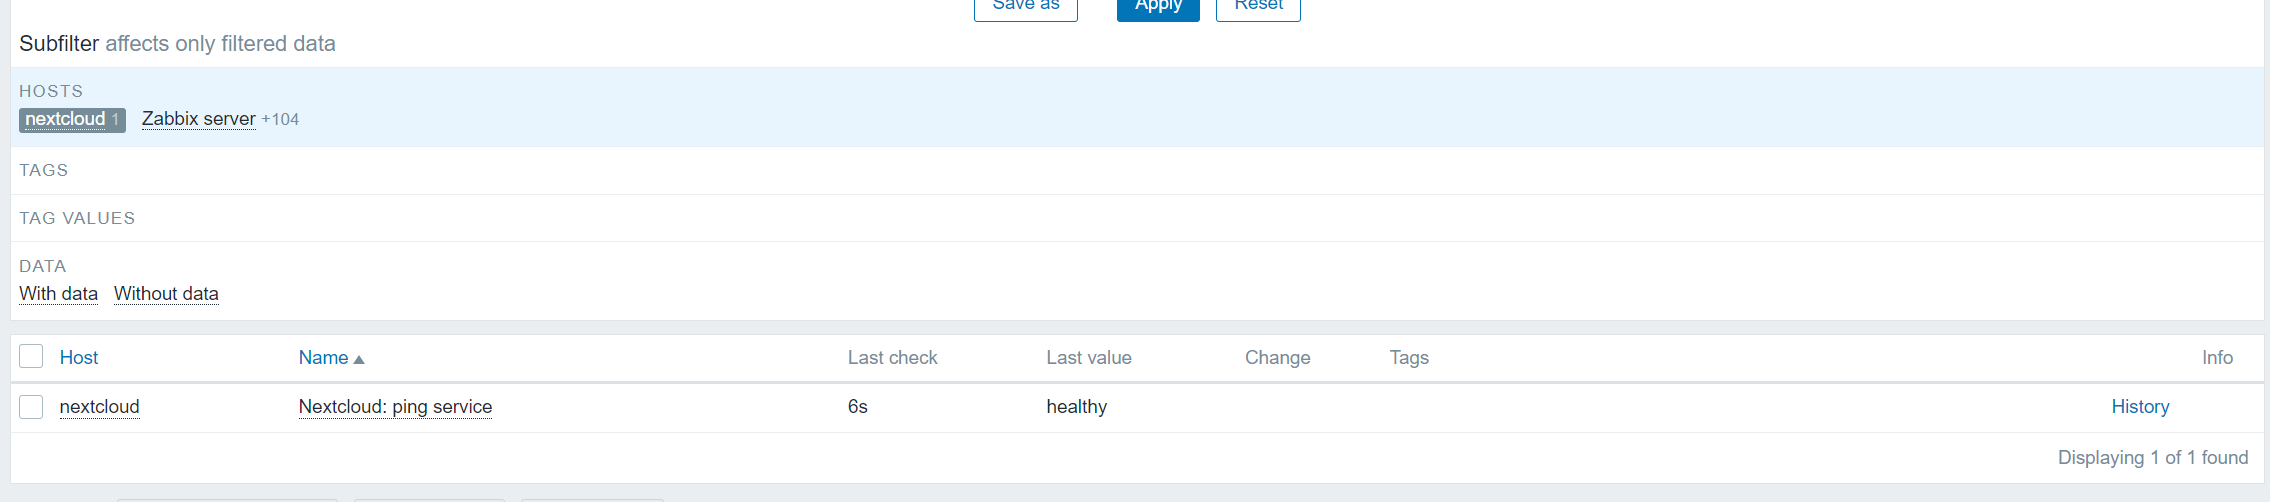 Save as Apply Reset
Subfilter affects only filtered data
HOSTS
nextcloud 1 Zabbix server +104
TAGS
TAG VALUES
DATA
With data Without data
Host Name Last check Last value Change Tags Info
nextcloud Nextcloud: ping service 6s healthy History
Displaying 1 of 1 found